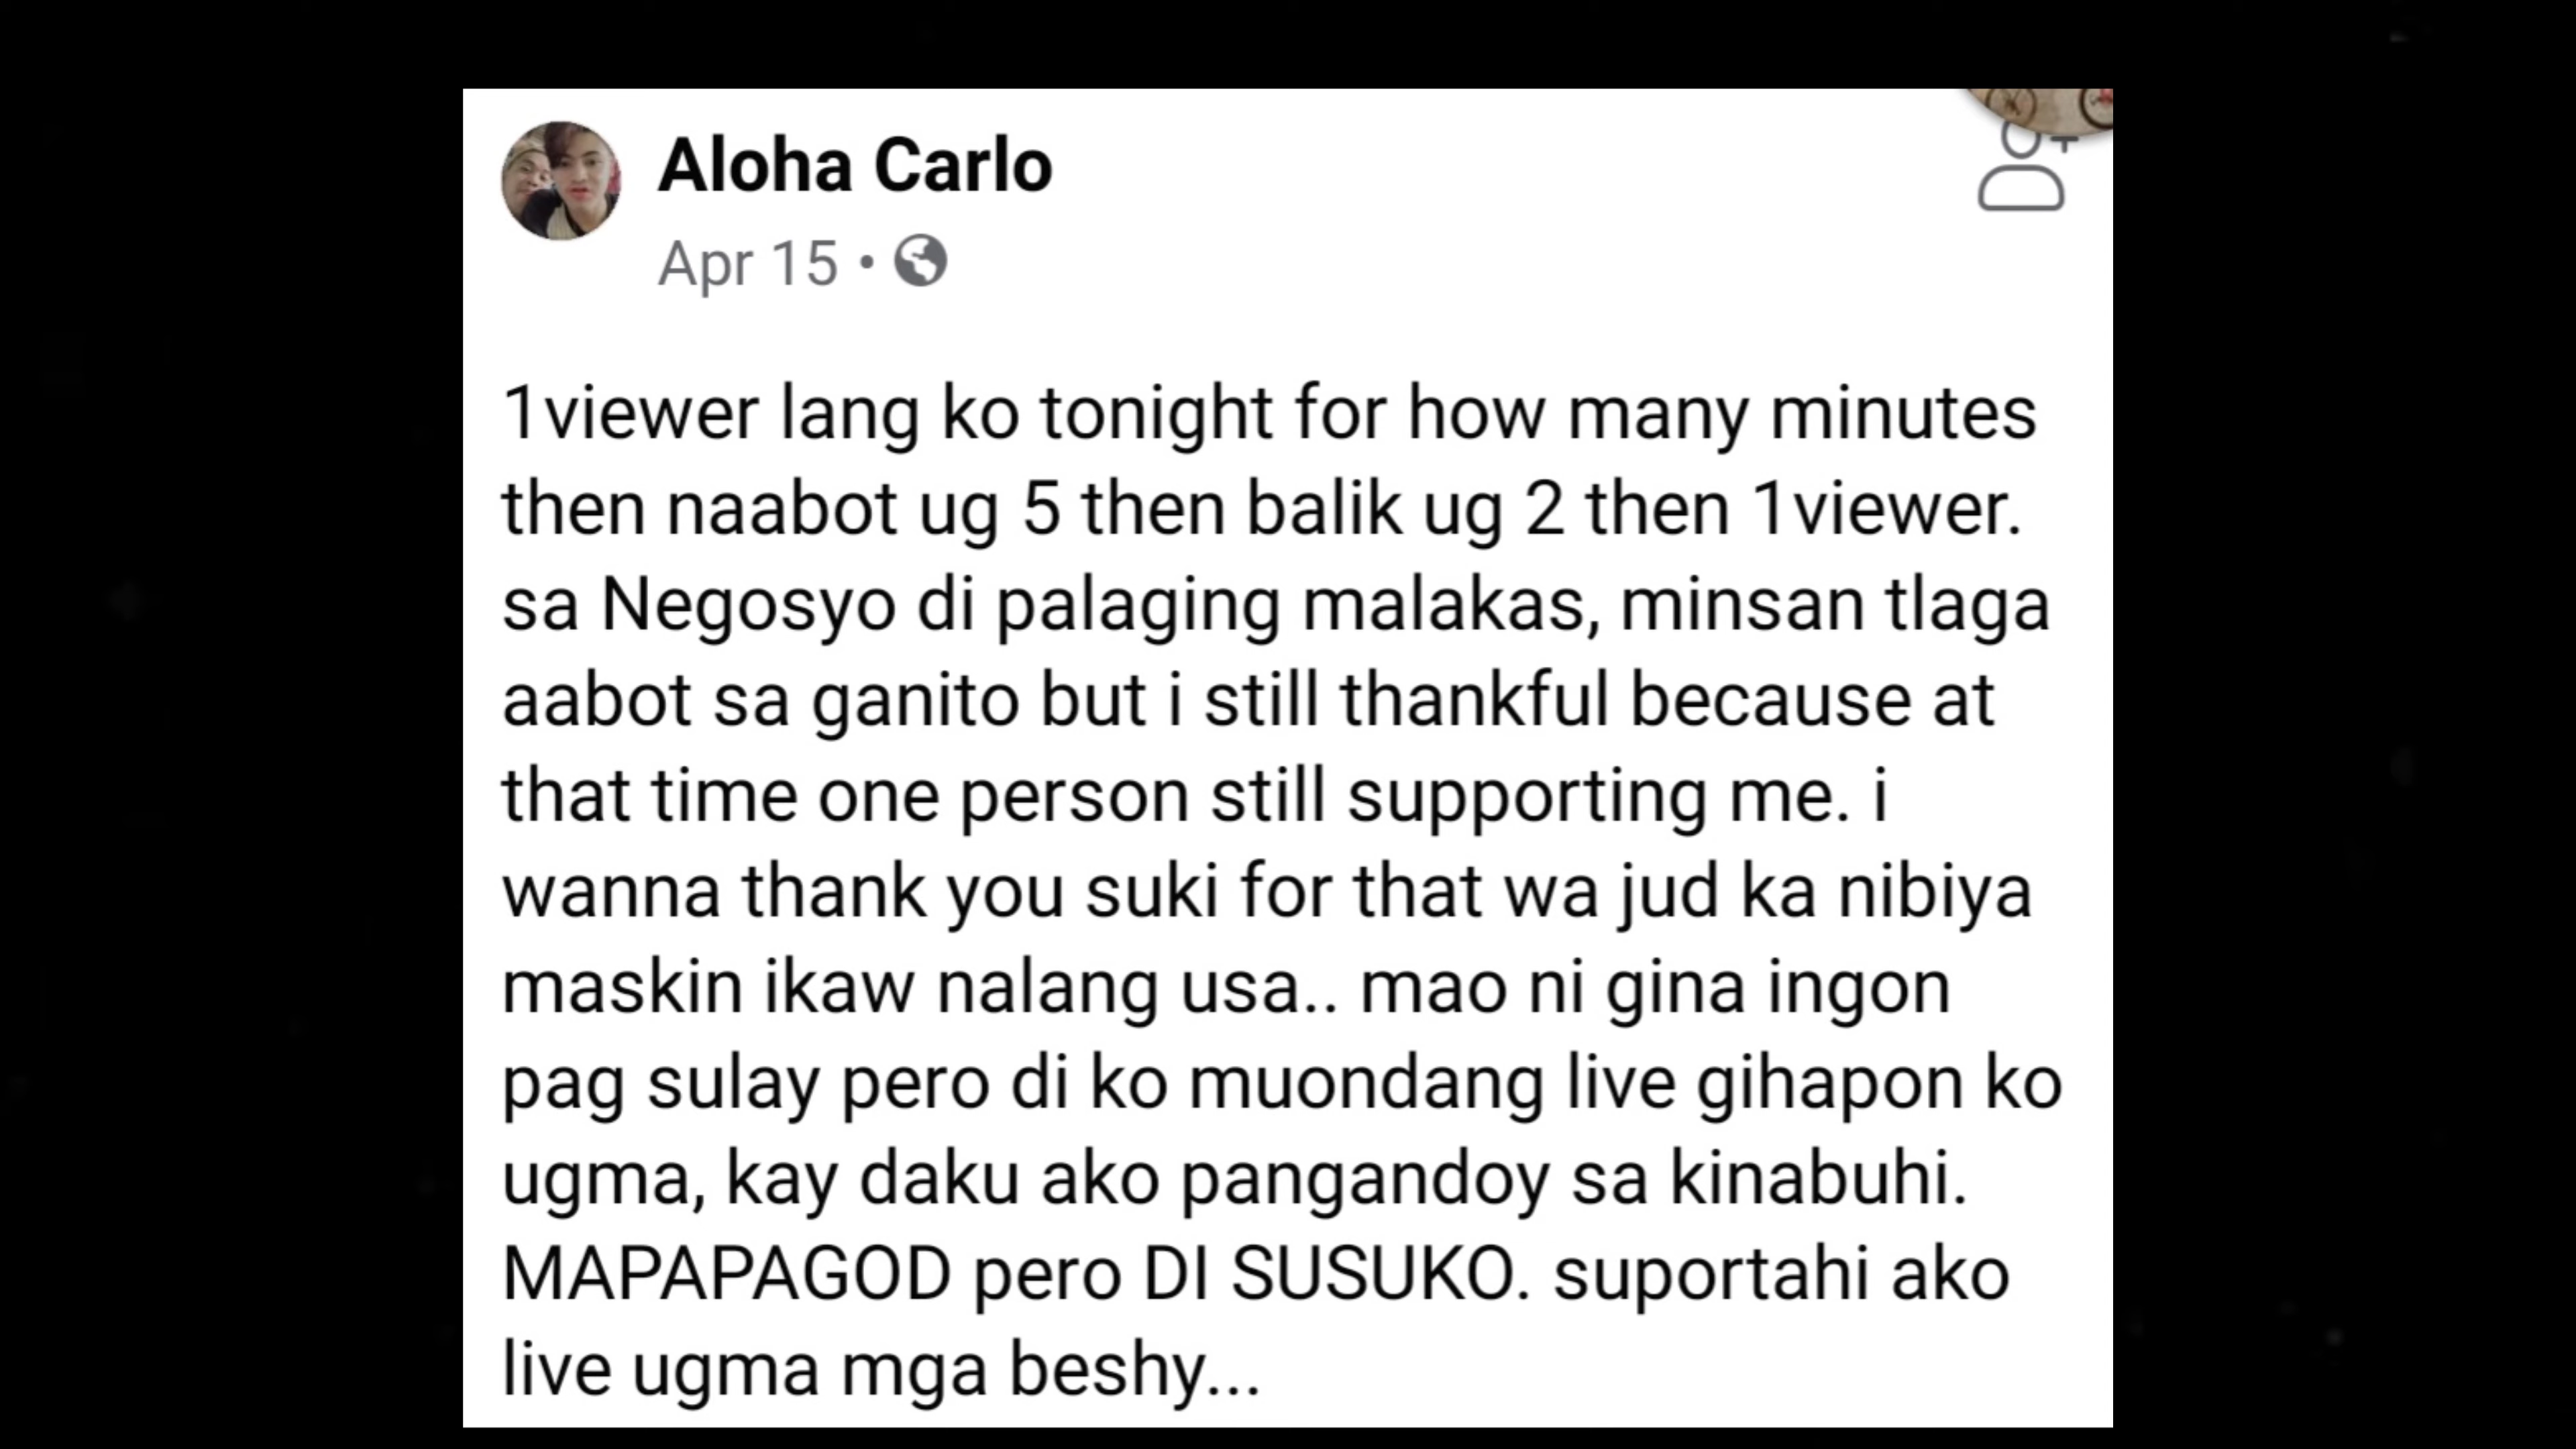 Aloha Carlo
Apr 15 •
1viewer lang ko tonight for how many minutes
then naabot ug 5 then balik ug 2 then 1viewer.
sa Negosyo di palaging malakas, minsan tlaga
aabot sa ganito but i still thankful because at
that time one person still supporting me. i
wanna thank you suki for that wa jud ka nibiya
maskin ikaw nalang usa.. mao ni gina ingon
pag sulay pero di ko muondang live gihapon ko
ugma, kay daku ako pangandoy sa kinabuhi.
MAPAPAGOD pero DI SUSUKO. suportahi ako
live ugma mga beshy...